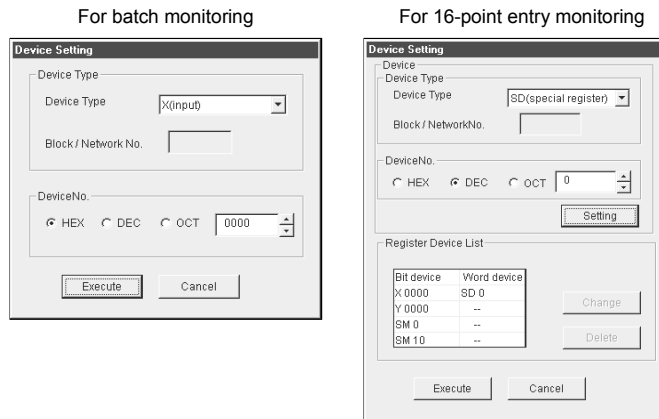 For batch monitoring
Device Setting
Device Type
Device Type X(input)
Block / Network No.
DeviceNo.
HEX DEC OCT 0000
Execute Cancel
For 16-point entry monitoring
Device Setting
Device
Device Type
Device Type SD(special register)
Block / NetworkNo.
DeviceNo.
HEX DEC OCT 0
Setting
Register Device List
Bit device Word device
X 0000 SD 0
Y 0000 --
SM 0 --
SM 10 --
Change
Delete
Execute Cancel